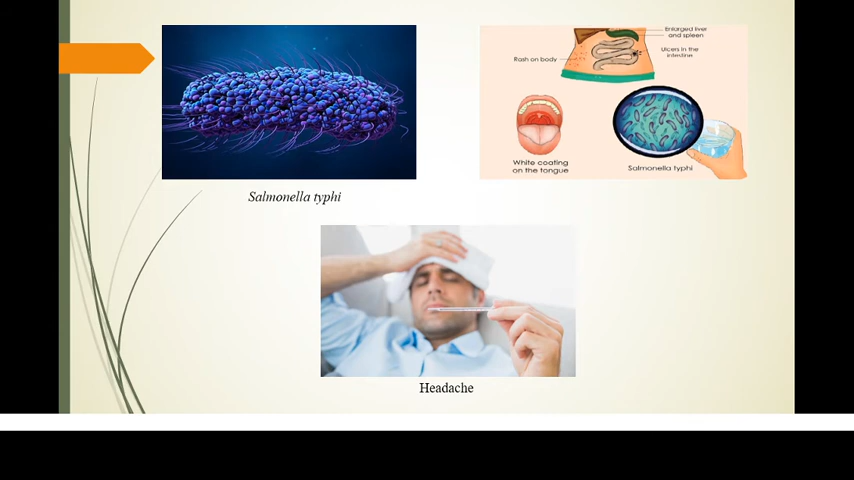 Enlarged liver
and spleen
Ulcers in the
intestine
Rash on body
White coating
on the tongue
Salmonella typhi
Salmonella typhi
Headache